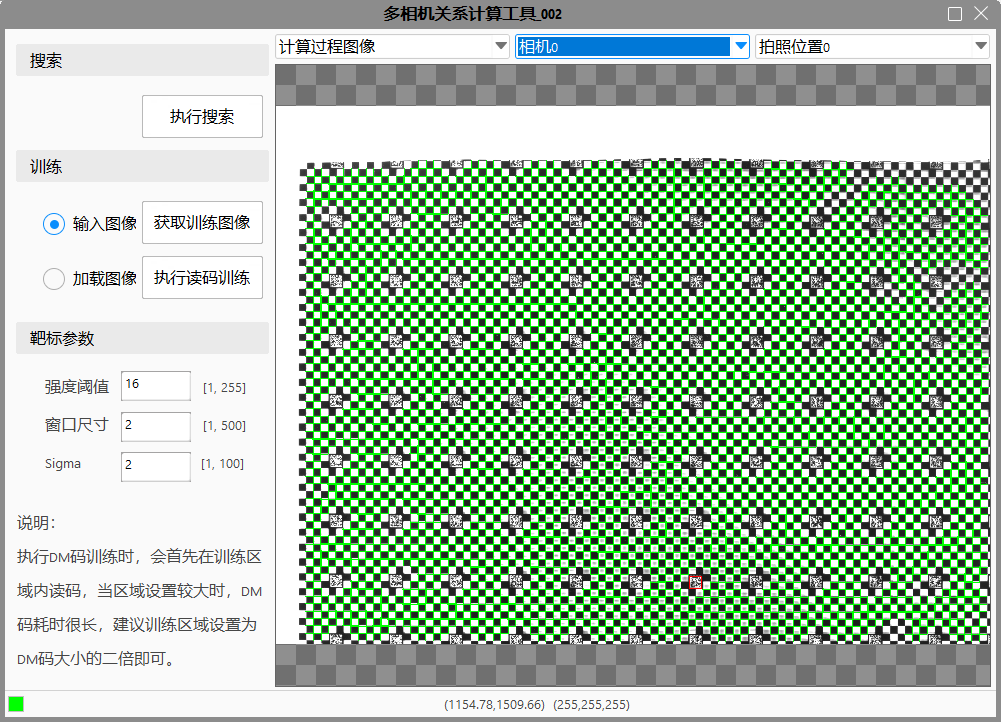 多相机关系计算工具_002
搜索
执行搜索
训练
输入图像
获取训练图像
加载图像
执行读码训练
靶标参数
强度阈值
16
[1, 255]
窗口尺寸
2
[1, 500]
Sigma
2
[1, 100]
说明：
执行DM码训练时，会首先在训练区
域内读码，当区域设置较大时，DM
码耗时很长，建议训练区域设置为
DM码大小的二倍即可。
计算过程图像
相机0
拍照位置0
(1154.78,1509.66) (255,255,255)